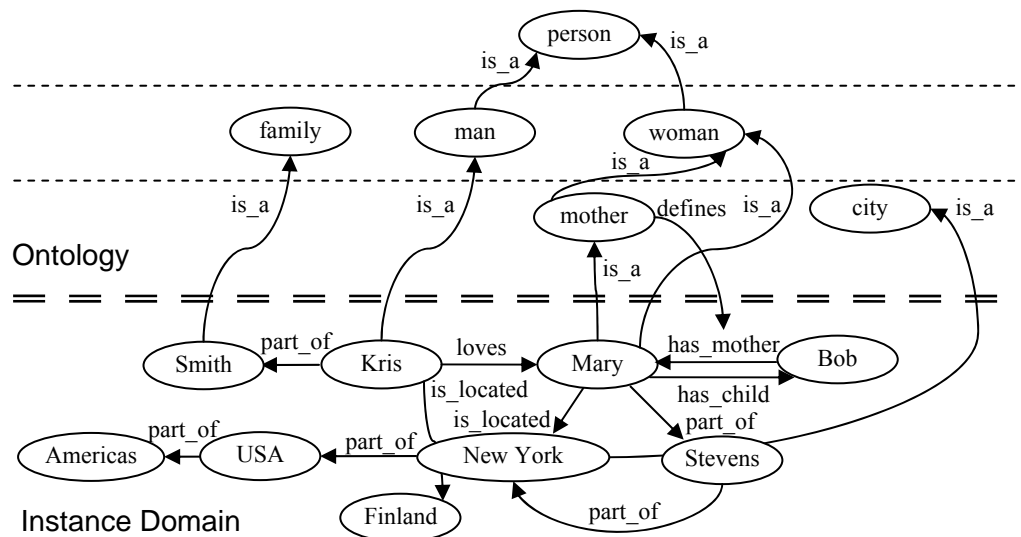 person
is_a
is_a
family
man
woman
is_a
is_a
is_a
mother
defines
is_a
city
is_a
Ontology
is_a
Smith
part_of
Kris
loves
Mary
has_mother
Bob
is_located
has_child
is_located
part_of
Americas
part_of
USA
part_of
New York
Stevens
Finland
part_of
Instance Domain